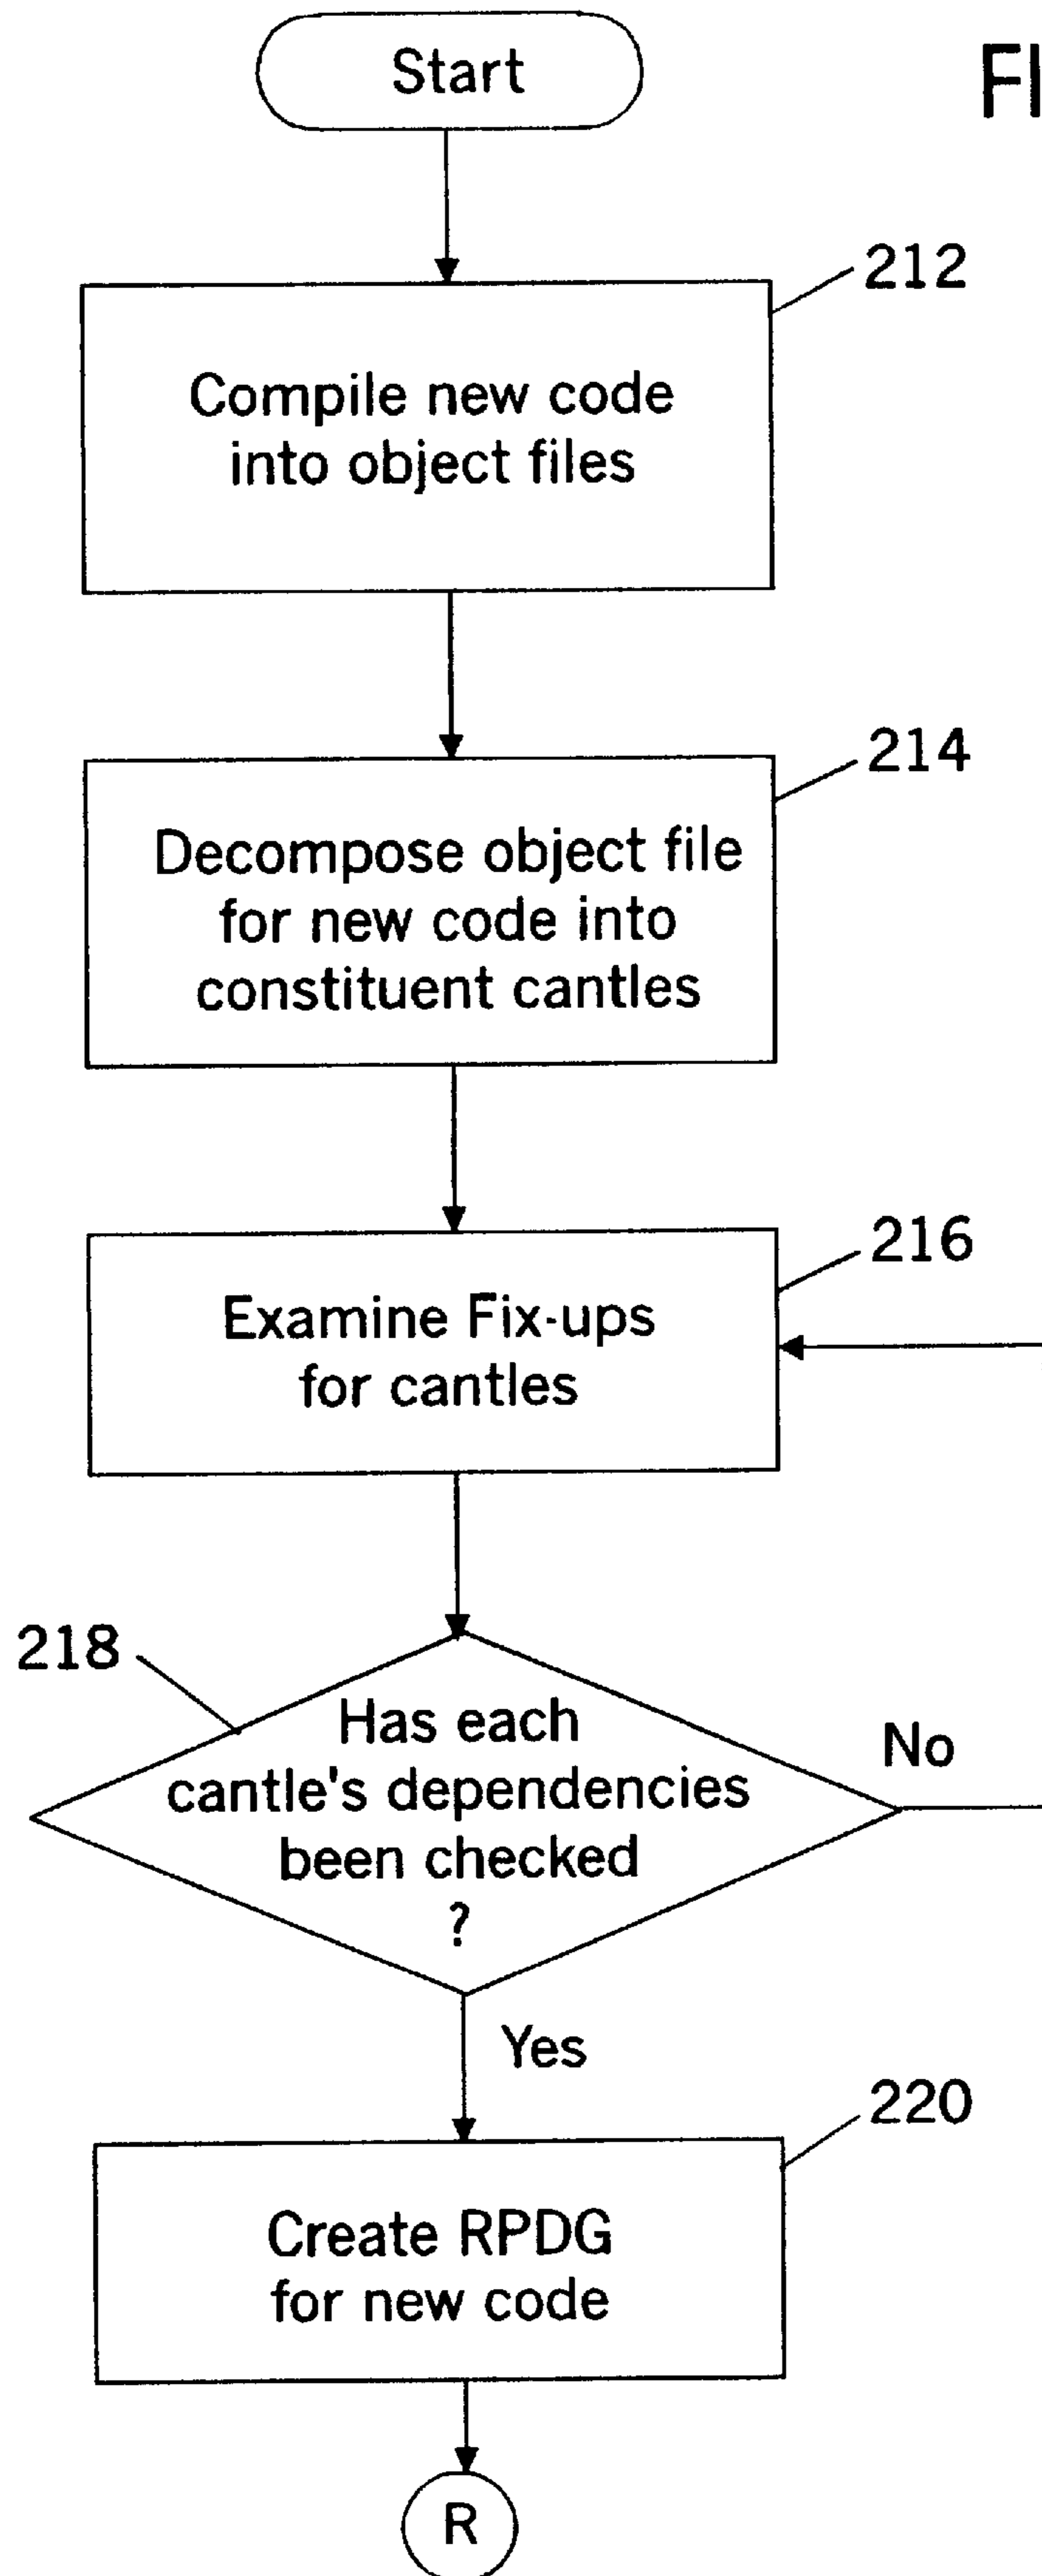 Start
212
Compile new code
into object files
214
Decompose object file
for new code into
constituent cantles
216
Examine Fix-ups
for cantles
218
Has each
cantle's dependencies
been checked
?
No
Yes
220
Create RPDG
for new code
R